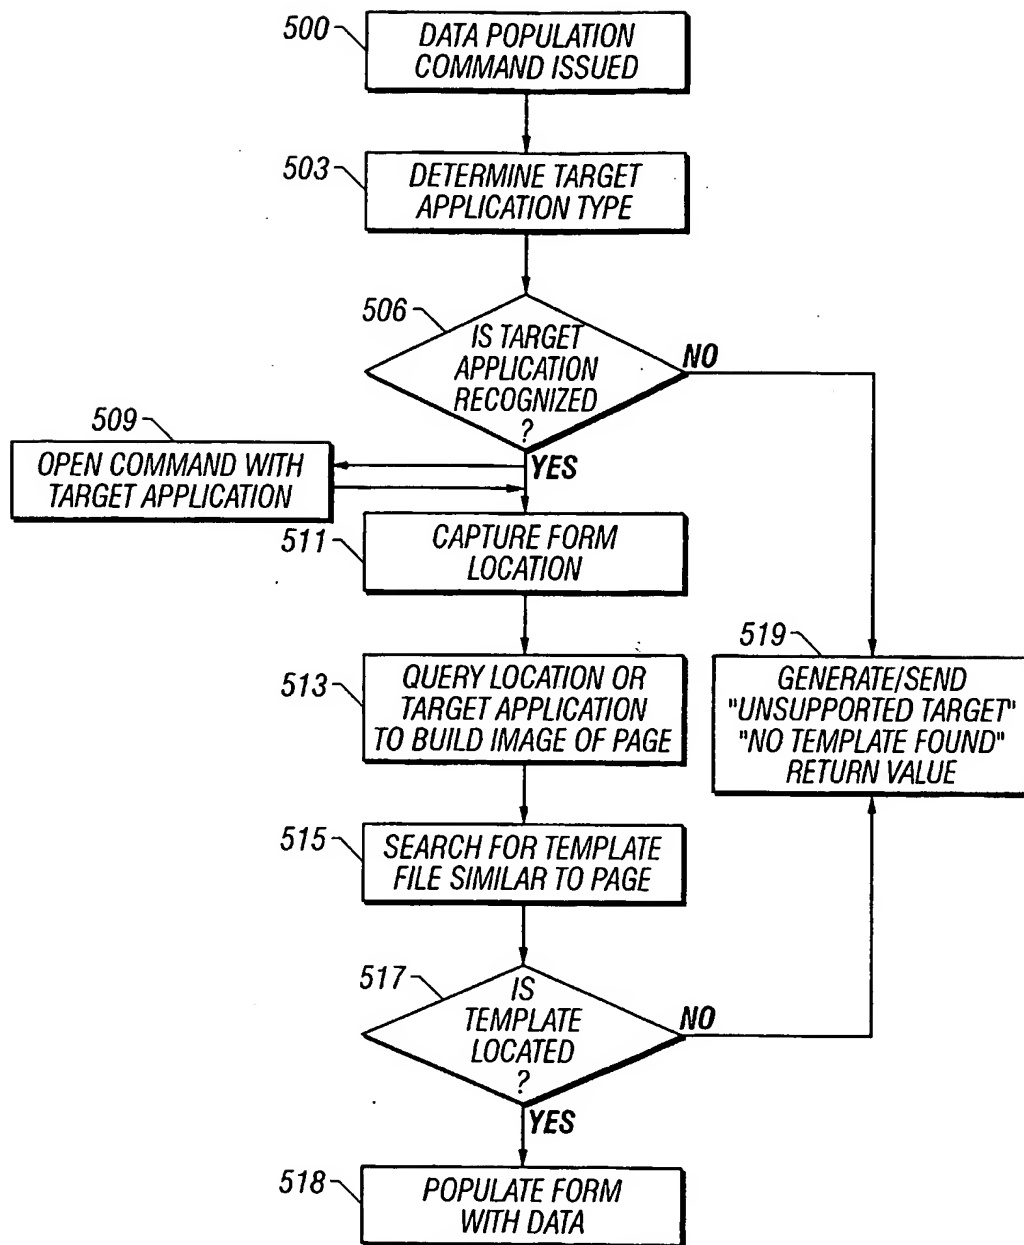 500
DATA POPULATION
COMMAND ISSUED
503
DETERMINE TARGET
APPLICATION TYPE
506
IS TARGET
APPLICATION
RECOGNIZED
?
NO
YES
509
OPEN COMMAND WITH
TARGET APPLICATION
511
CAPTURE FORM
LOCATION
513
QUERY LOCATION OR
TARGET APPLICATION
TO BUILD IMAGE OF PAGE
519
GENERATE/SEND
"UNSUPPORTED TARGET"
"NO TEMPLATE FOUND"
RETURN VALUE
515
SEARCH FOR TEMPLATE
FILE SIMILAR TO PAGE
517
IS
TEMPLATE
LOCATED
?
NO
YES
518
POPULATE FORM
WITH DATA